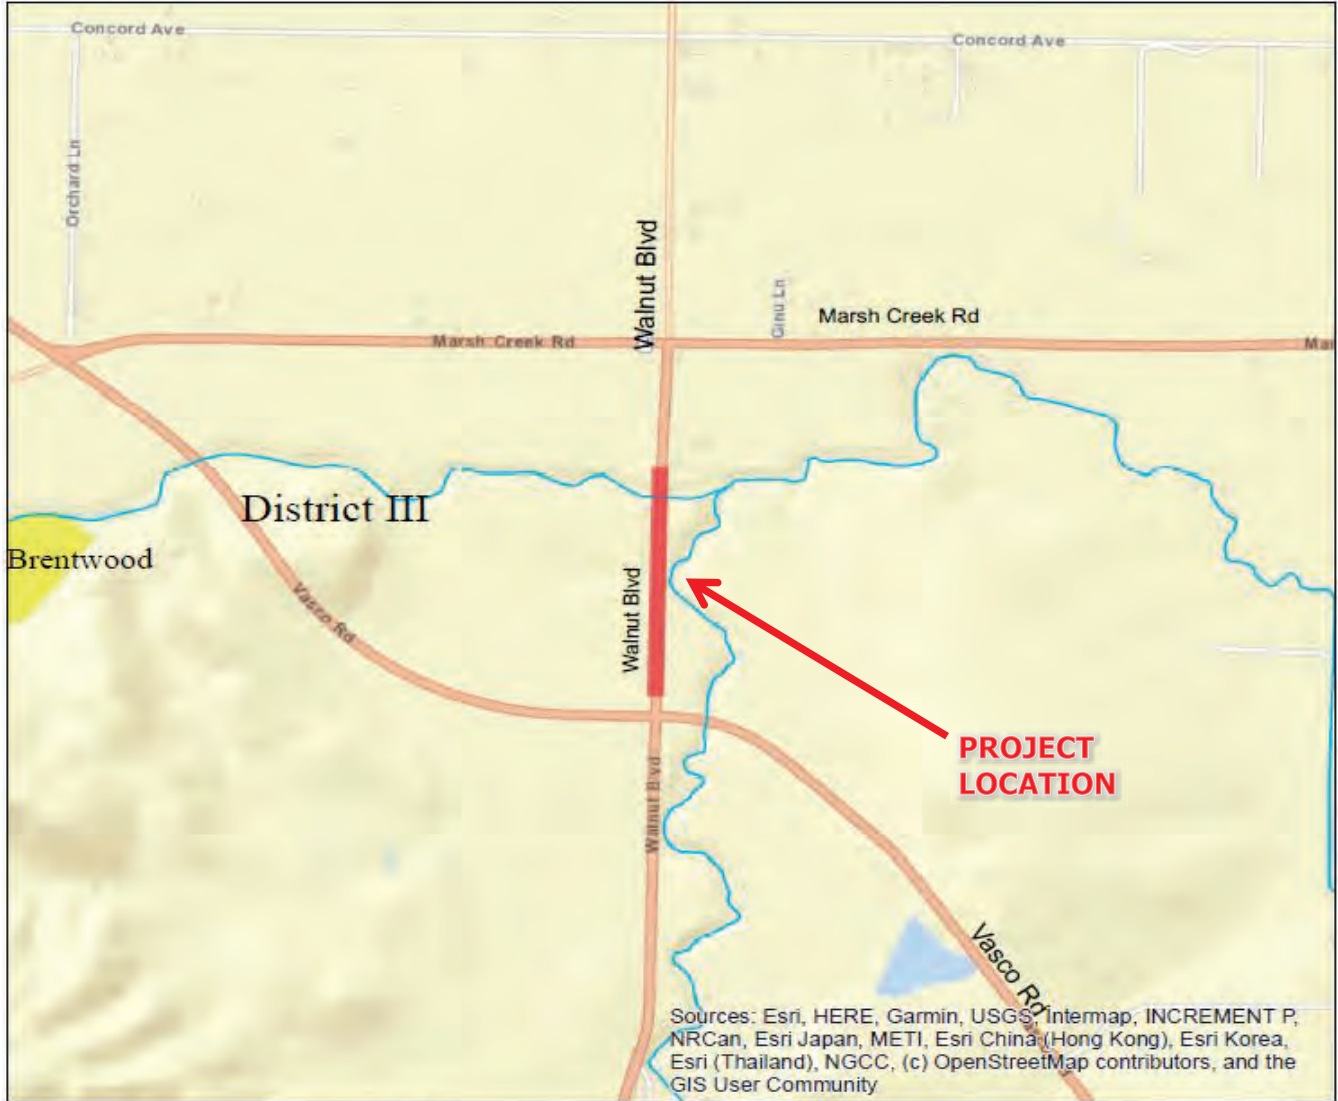 Concord Ave
Concord Ave
Orchard Ln
Walnut Blvd
Ginu Ln
Marsh Creek Rd
Marsh Creek Rd
Mar
District III
Brentwood
Vasco Rd
Walnut Blvd
PROJECT
LOCATION
Walnut Blvd
Vasco Rd
Sources: Esri, HERE, Garmin, USGS, Intermap, INCREMENT P,
NRCan, Esri Japan, METI, Esri China (Hong Kong), Esri Korea,
Esri (Thailand), NGCC, (c) OpenStreetMap contributors, and the
GIS User Community